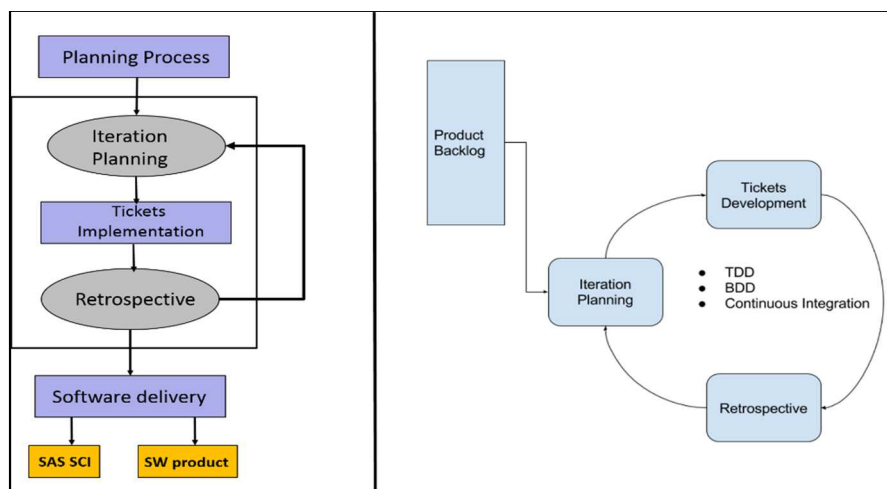 Planning Process
Iteration
Planning
Tickets
Implementation
Retrospective
Software delivery
SAS SCI
SW product
Product
Backlog
Iteration
Planning
Tickets
Development
● TDD
● BDD
● Continuous Integration
Retrospective